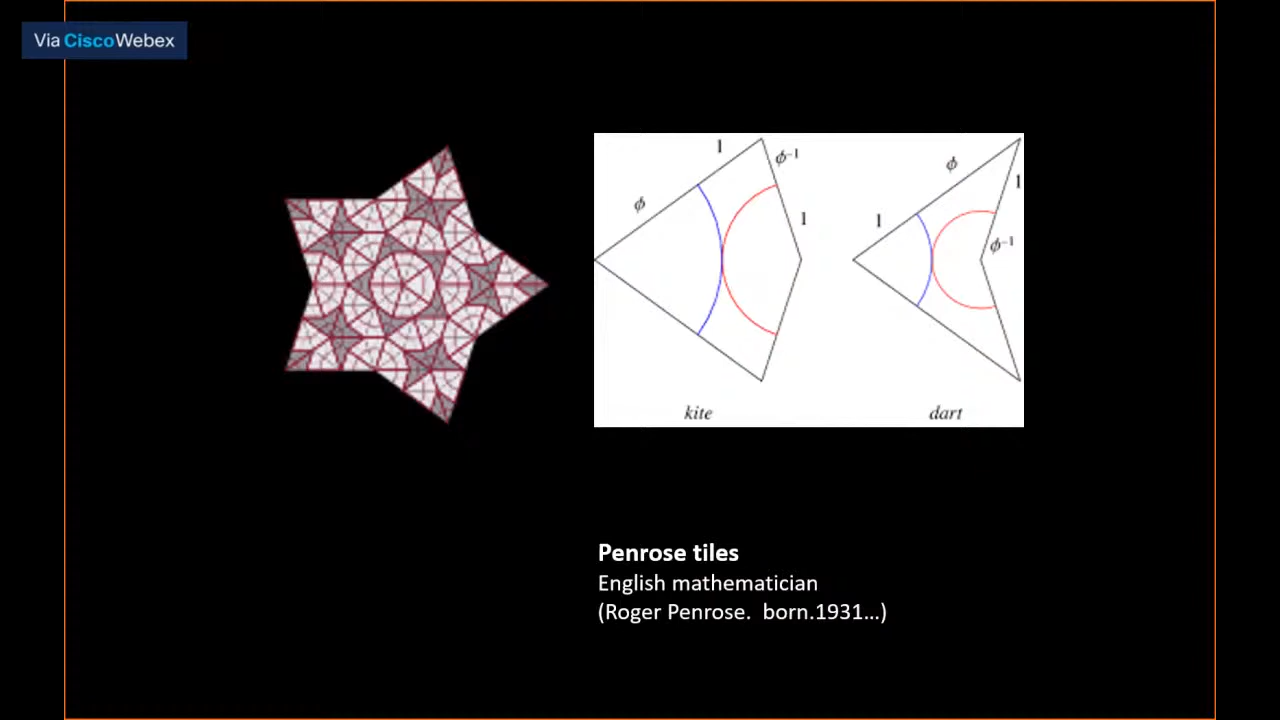 Via CiscoWebex
1
ϕ⁻¹
ϕ
1
kite
ϕ
1
1
ϕ⁻¹
dart
Penrose tiles
English mathematician
(Roger Penrose.  born.1931...)